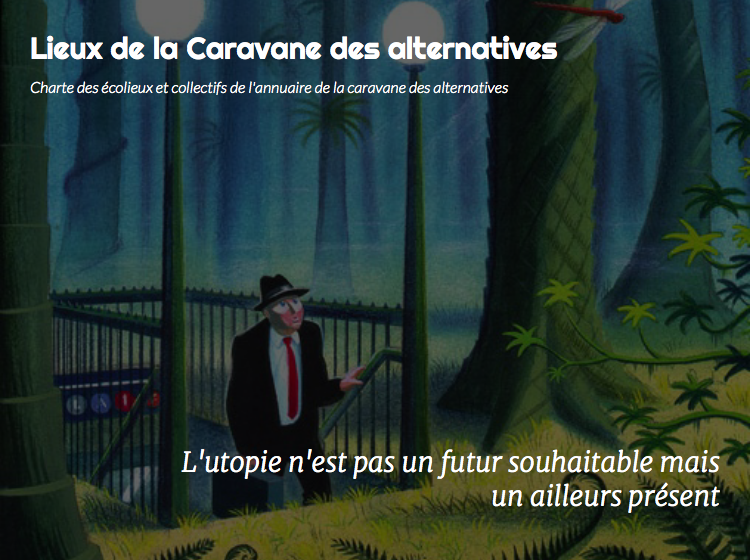 Lieux de la Caravane des alternatives
Charte des écolieux et collectifs de l'annuaire de la caravane des alternatives
L'utopie n'est pas un futur souhaitable mais
un ailleurs présent